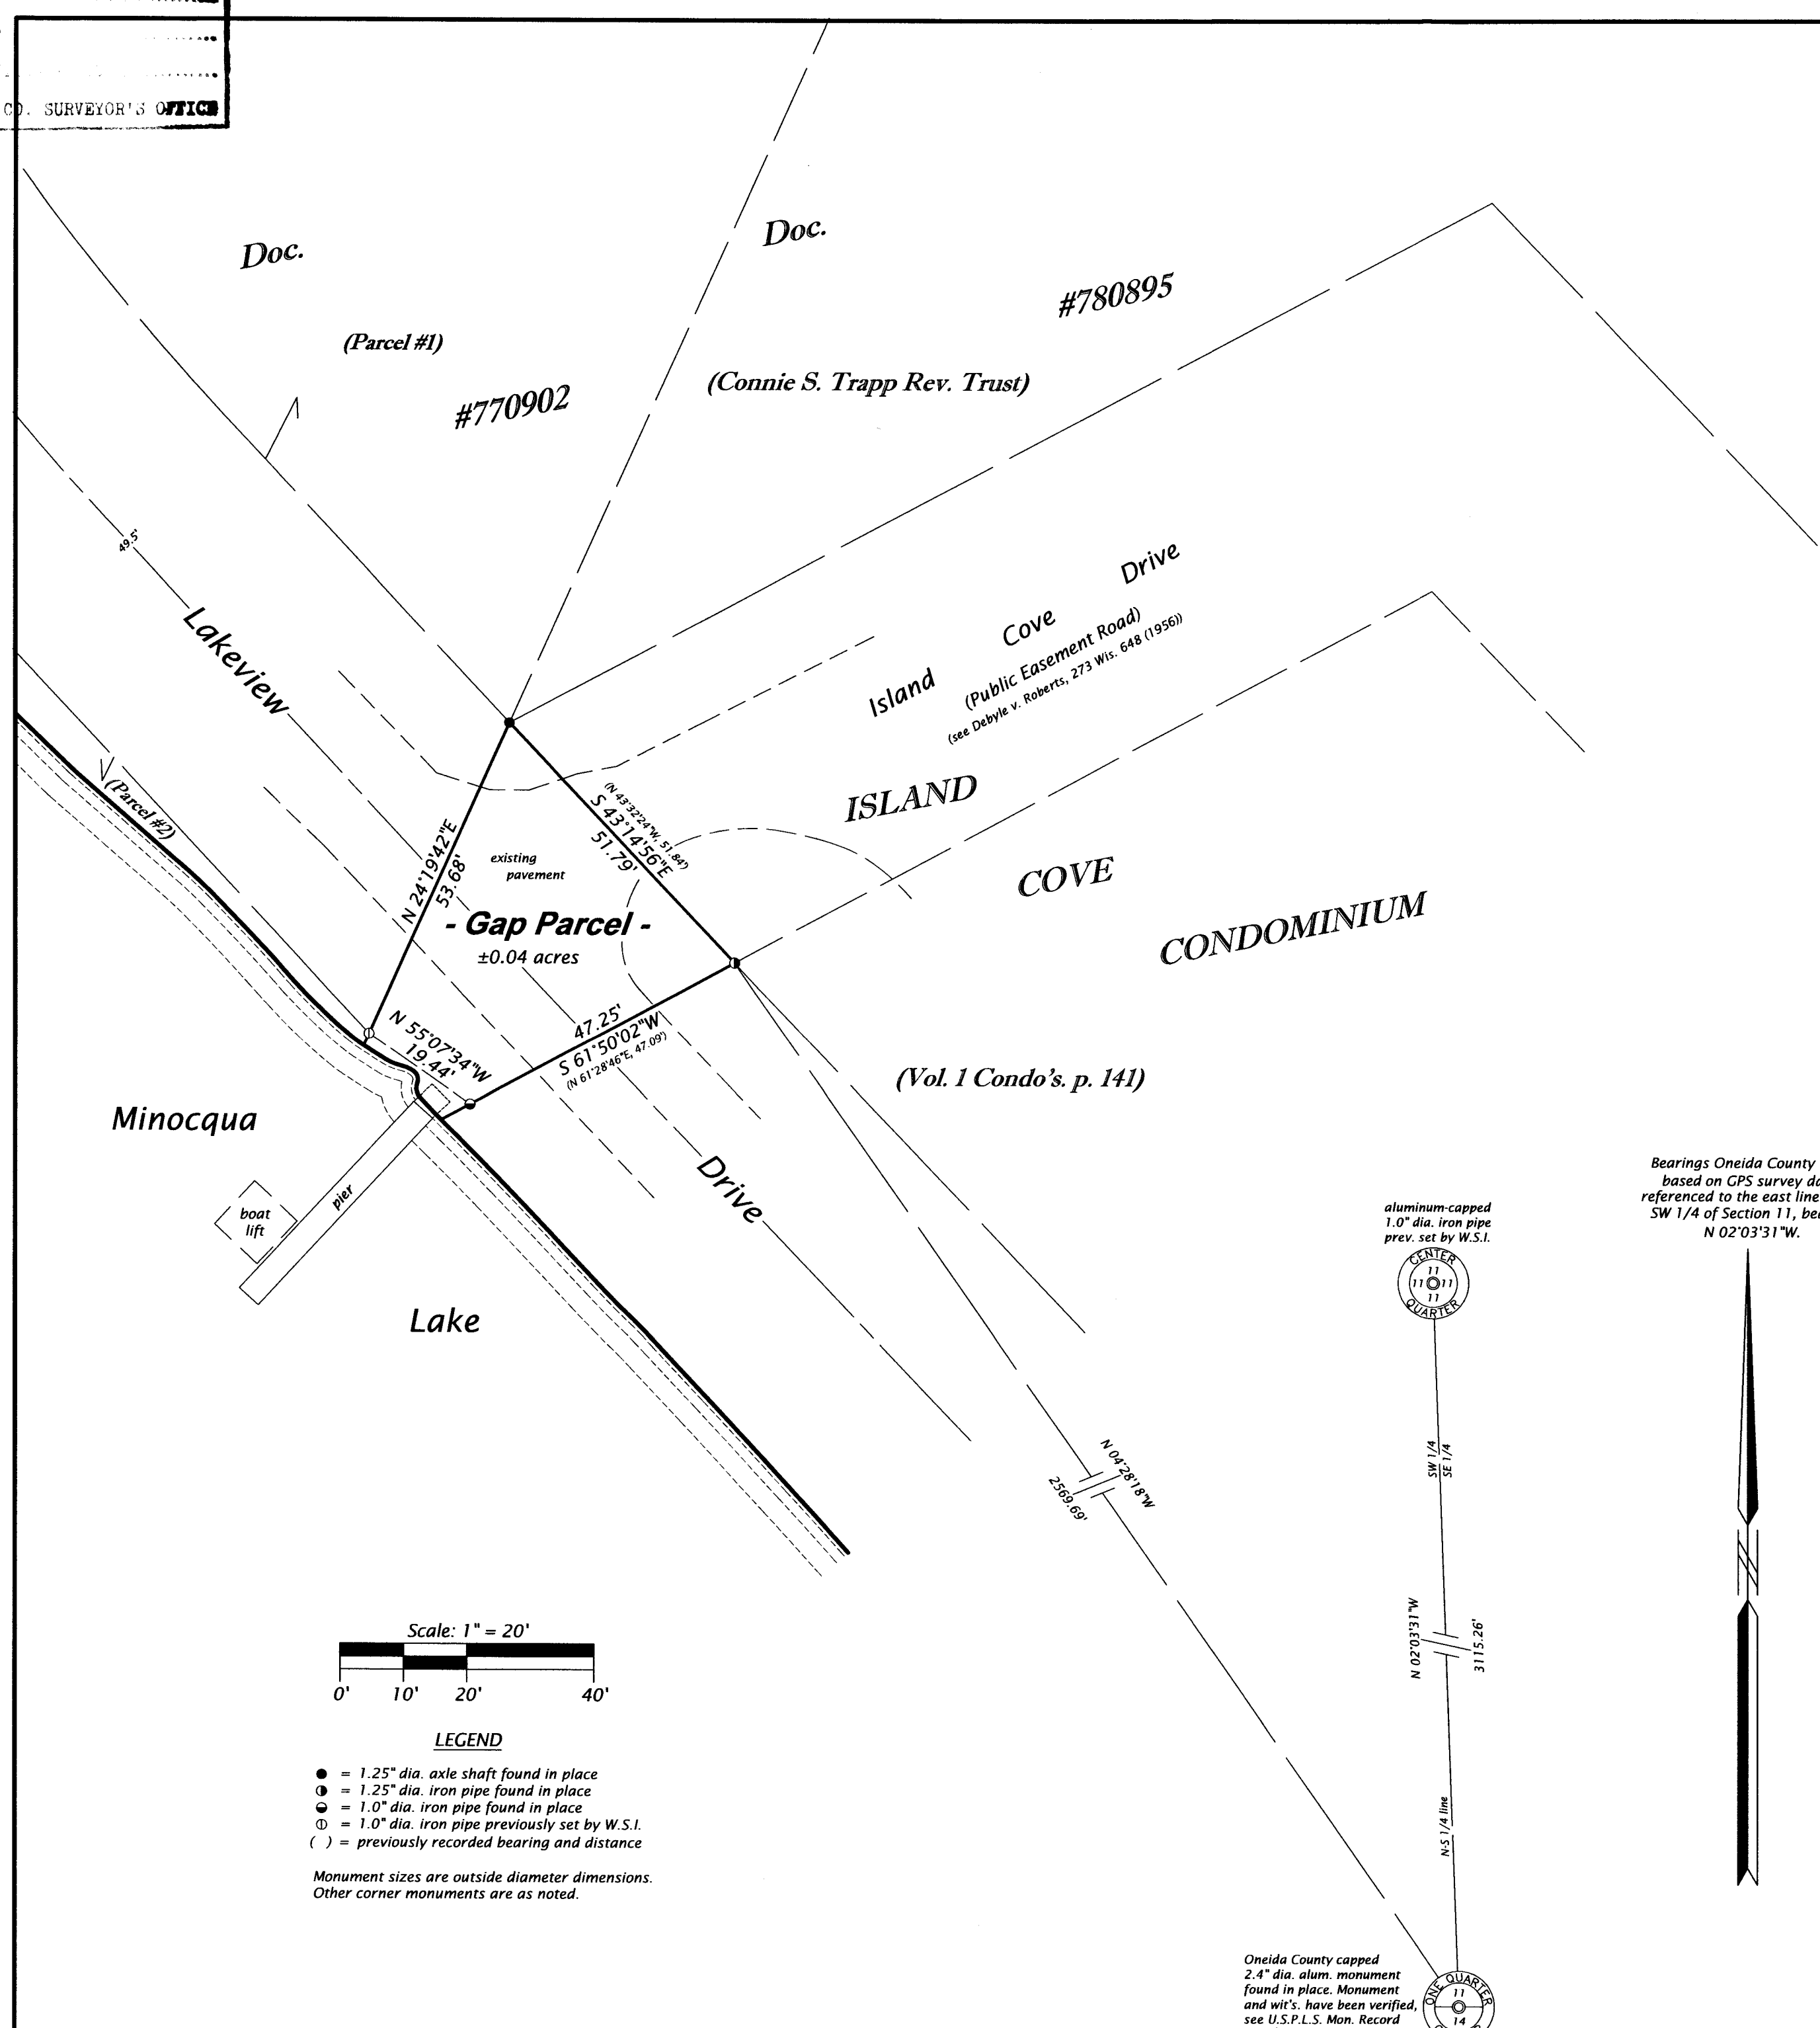 CO. SURVEYOR'S OFFICE
Doc.
Doc.
#780895
(Parcel #1)
(Connie S. Trapp Rev. Trust)
#770902
49.5'
Lakeview
Island Cove Drive
(Public Easement Road)
(see Debyle v. Roberts, 273 Wis. 648 (1956))
(Parcel #2)
(N 43°32'24"W, 51.84')
S 43°14'56"E
51.79'
ISLAND
COVE
CONDOMINIUM
N 24°19'42"E
53.68'
existing
pavement
- Gap Parcel -
±0.04 acres
N 55°07'34"W
19.44'
47.25'
S 61°50'02"W
(N 61°28'46"E, 47.09')
(Vol. 1 Condo's. p. 141)
Minocqua
boat
lift
pier
Drive
Lake
Bearings Oneida County
based on GPS survey da
referenced to the east line
SW 1/4 of Section 11, bea
N 02°03'31"W.
aluminum-capped
1.0" dia. iron pipe
prev. set by W.S.I.
CENTER
11
11 11
11
QUARTER
SW 1/4
SE 1/4
N 04°28'18"W
2569.69'
N 02°03'31"W
3115.26'
N-S 1/4 line
Scale: 1" = 20'
0' 10' 20' 40'
LEGEND
= 1.25" dia. axle shaft found in place
= 1.25" dia. iron pipe found in place
= 1.0" dia. iron pipe found in place
= 1.0" dia. iron pipe previously set by W.S.I.
( ) = previously recorded bearing and distance
Monument sizes are outside diameter dimensions.
Other corner monuments are as noted.
Oneida County capped
2.4" dia. alum. monument
found in place. Monument
and wit's. have been verified,
see U.S.P.L.S. Mon. Record
ONE QUARTER
11
14